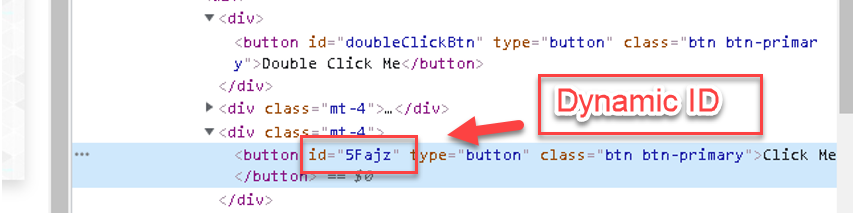 ▼<div>
<button id="doubleClickBtn" type="button" class="btn btn-primar
y">Double Click Me</button>
</div>
▶<div class="mt-4">…</div>
Dynamic ID
▼<div class="mt-4">
… <button id="5Fajz" type="button" class="btn btn-primary">Click Me
</button> == $0
</div>